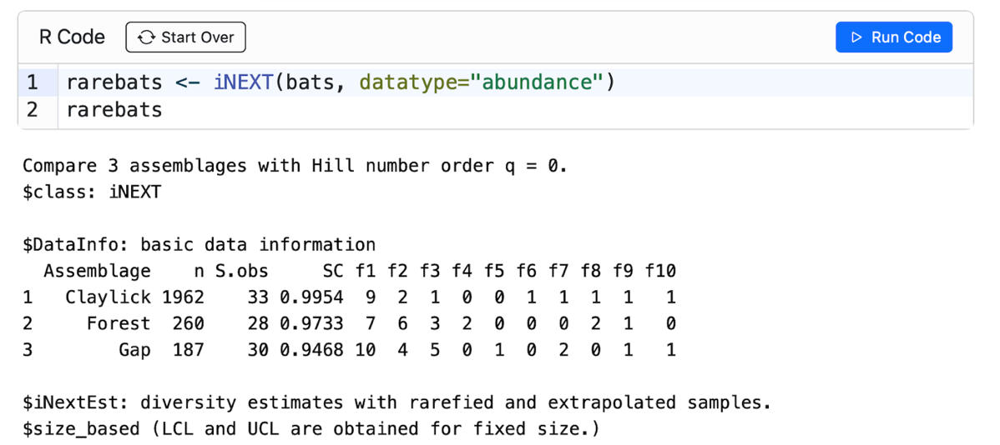 R Code Start Over Run Code
1 rarebats <- iNEXT(bats, datatype="abundance")
2 rarebats
Compare 3 assemblages with Hill number order q = 0.
$class: iNEXT
$DataInfo: basic data information
Assemblage n S.obs SC f1 f2 f3 f4 f5 f6 f7 f8 f9 f10
1 Claylick 1962 33 0.9954 9 2 1 0 0 1 1 1 1 1
2 Forest 260 28 0.9733 7 6 3 2 0 0 0 2 1 0
3 Gap 187 30 0.9468 10 4 5 0 1 0 2 0 1 1
$iNextEst: diversity estimates with rarefied and extrapolated samples.
$size_based (LCL and UCL are obtained for fixed size.)